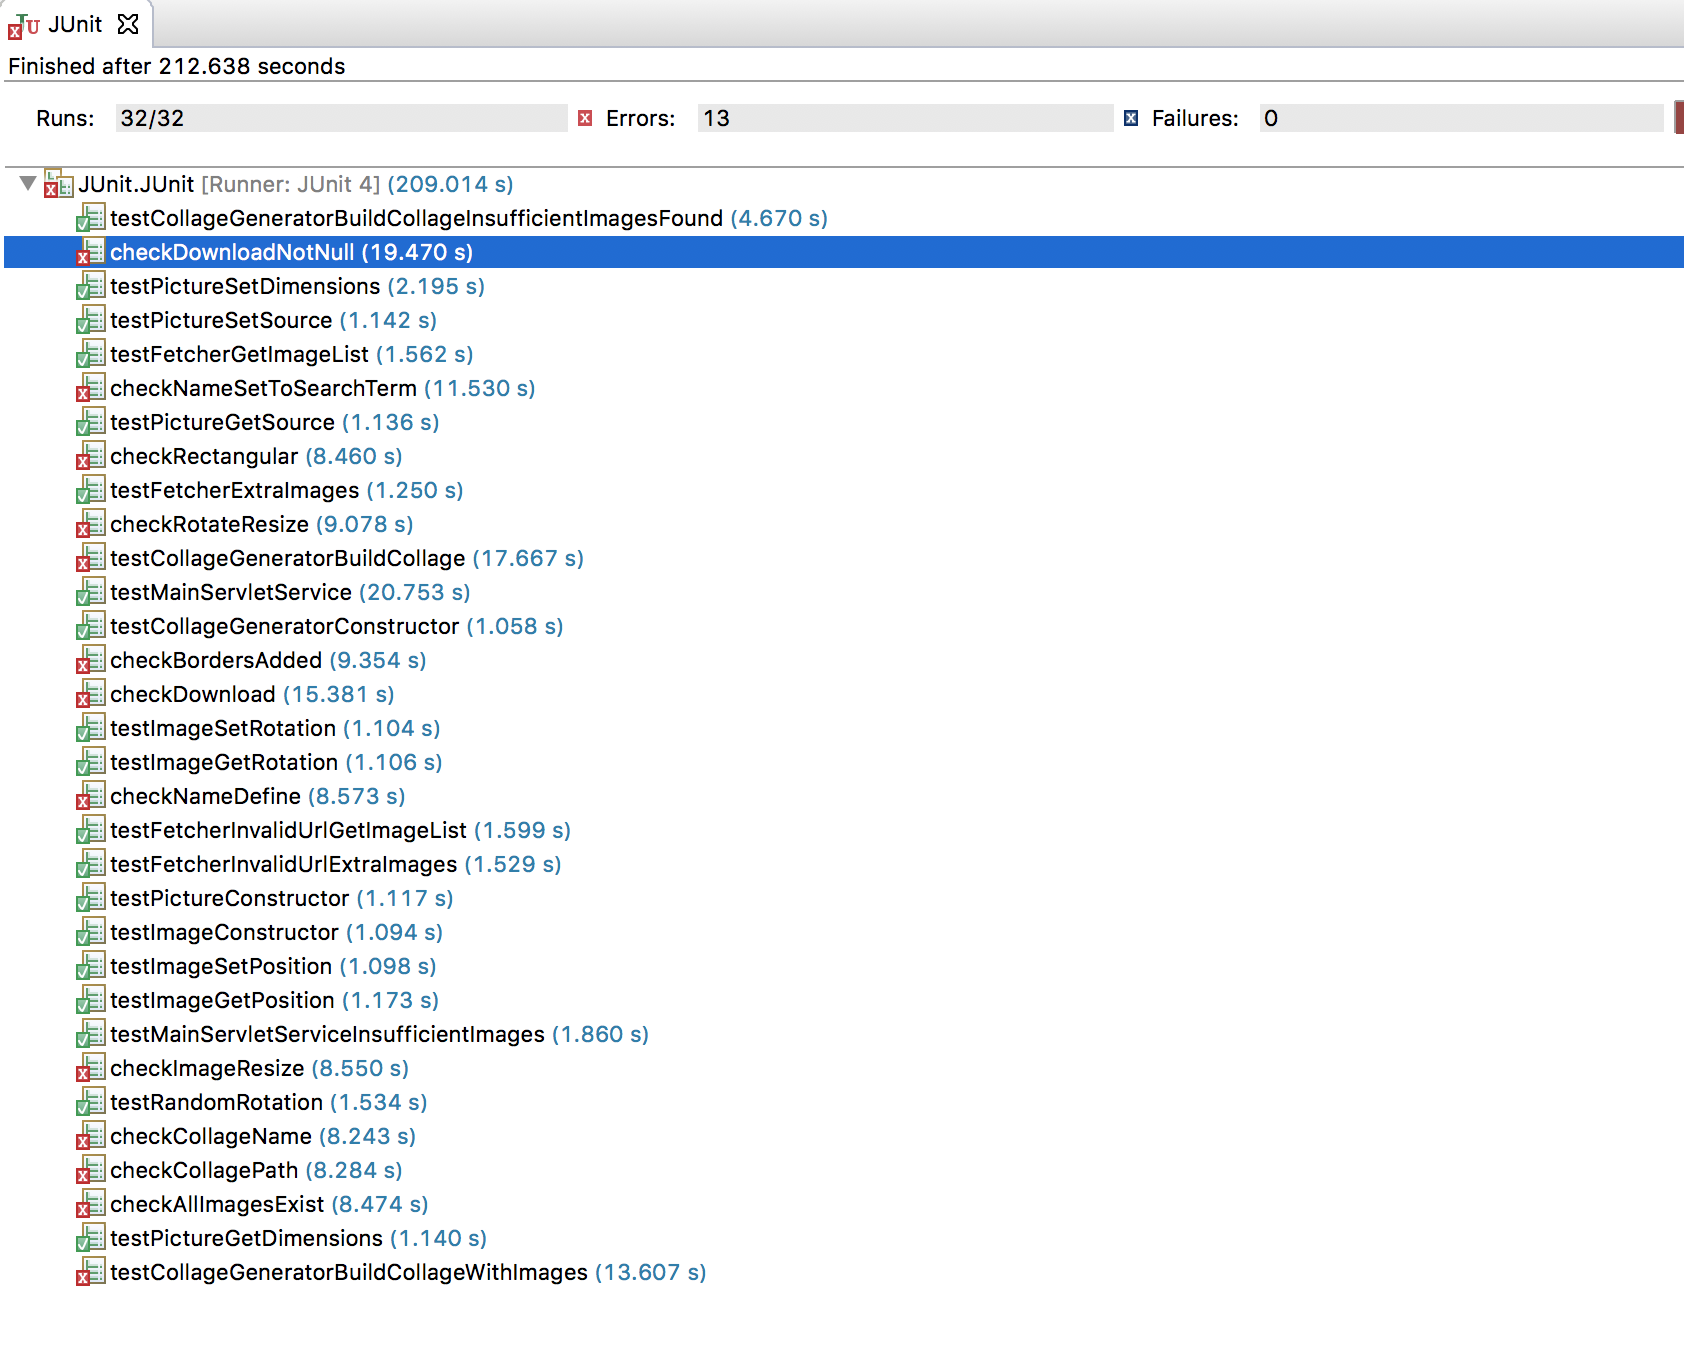 JUnit
Finished after 212.638 seconds
Runs: 32/32 Errors: 13 Failures: 0
JUnit.JUnit [Runner: JUnit 4] (209.014 s)
testCollageGeneratorBuildCollageInsufficientImagesFound (4.670 s)
checkDownloadNotNull (19.470 s)
testPictureSetDimensions (2.195 s)
testPictureSetSource (1.142 s)
testFetcherGetImageList (1.562 s)
checkNameSetToSearchTerm (11.530 s)
testPictureGetSource (1.136 s)
checkRectangular (8.460 s)
testFetcherExtraImages (1.250 s)
checkRotateResize (9.078 s)
testCollageGeneratorBuildCollage (17.667 s)
testMainServletService (20.753 s)
testCollageGeneratorConstructor (1.058 s)
checkBordersAdded (9.354 s)
checkDownload (15.381 s)
testImageSetRotation (1.104 s)
testImageGetRotation (1.106 s)
checkNameDefine (8.573 s)
testFetcherInvalidUrlGetImageList (1.599 s)
testFetcherInvalidUrlExtraImages (1.529 s)
testPictureConstructor (1.117 s)
testImageConstructor (1.094 s)
testImageSetPosition (1.098 s)
testImageGetPosition (1.173 s)
testMainServletServiceInsufficientImages (1.860 s)
checkImageResize (8.550 s)
testRandomRotation (1.534 s)
checkCollageName (8.243 s)
checkCollagePath (8.284 s)
checkAllImagesExist (8.474 s)
testPictureGetDimensions (1.140 s)
testCollageGeneratorBuildCollageWithImages (13.607 s)